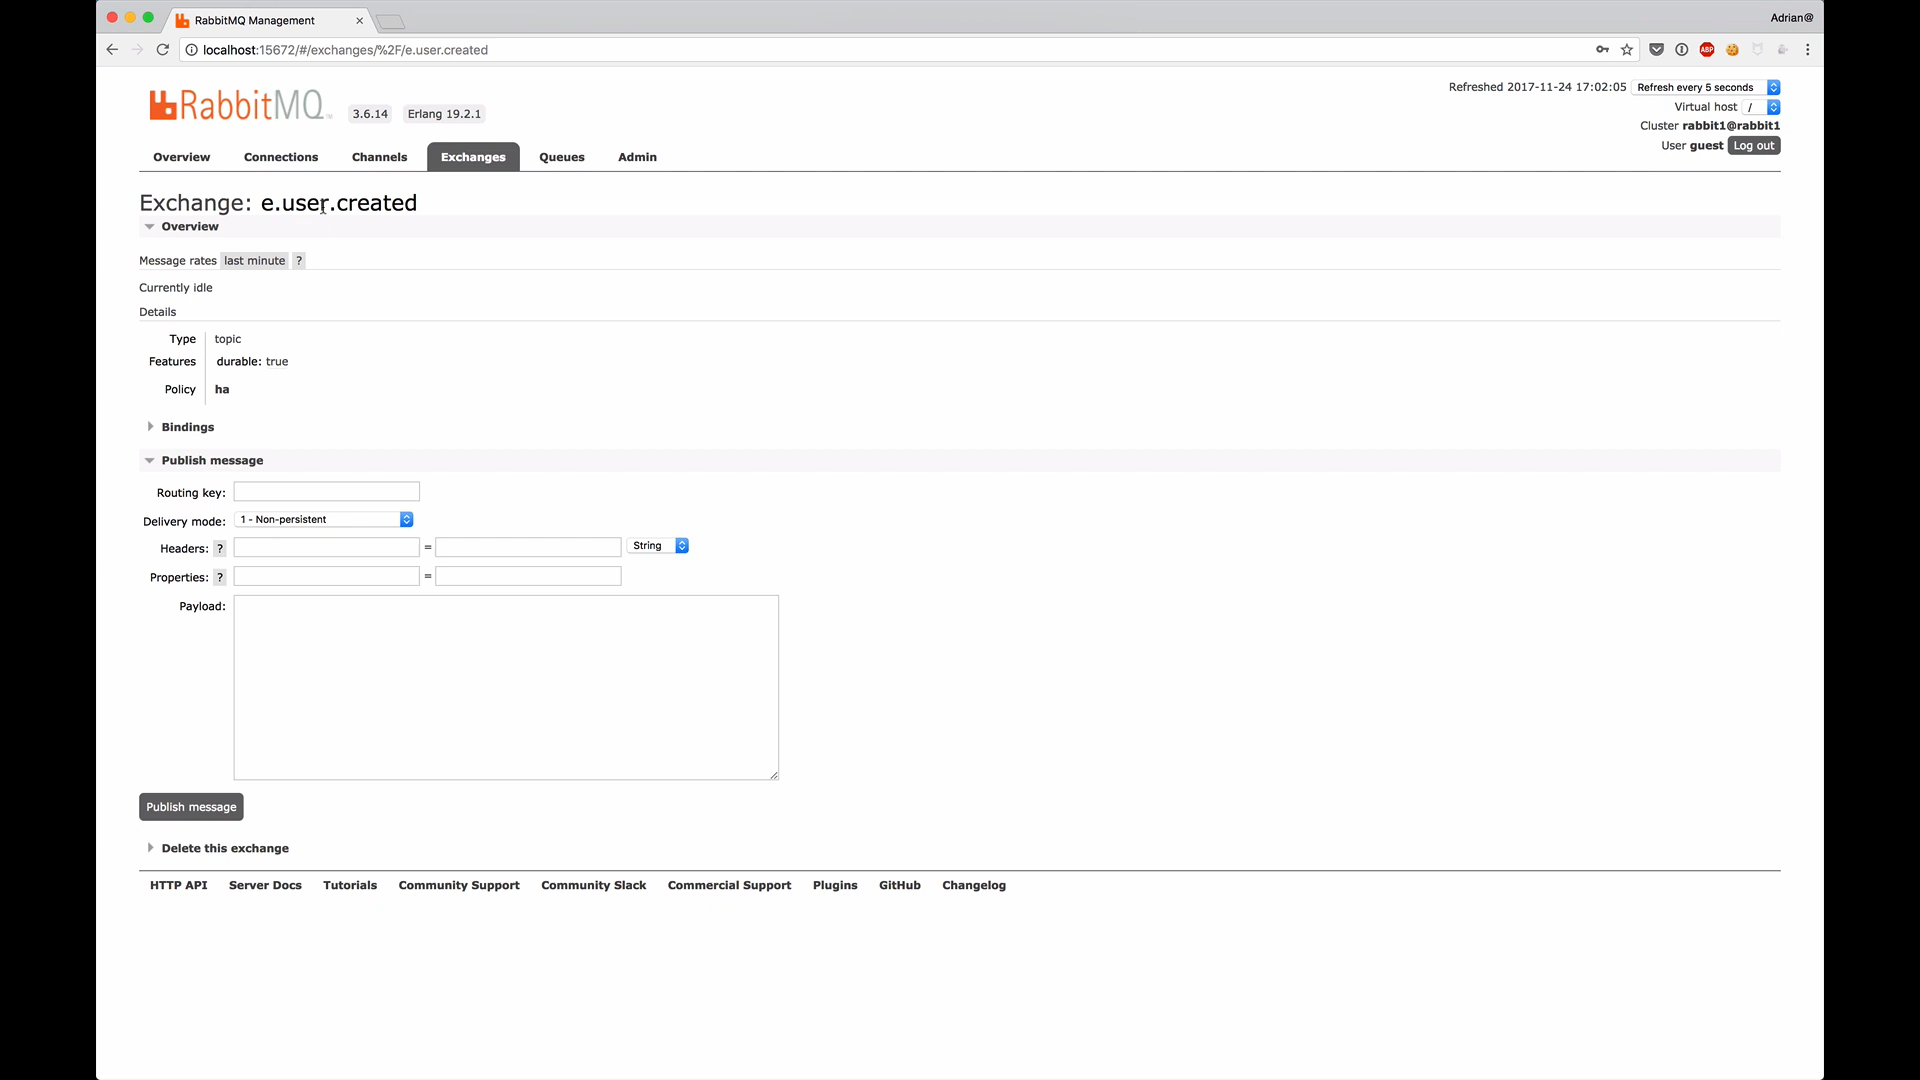 RabbitMQ Management
Adrian@
localhost:15672/#/exchanges/%2F/e.user.created
ABP
RabbitMQ
3.6.14
Erlang 19.2.1
Refreshed 2017-11-24 17:02:05
Refresh every 5 seconds
Virtual host /
Cluster rabbit1@rabbit1
User guest Log out
Overview Connections Channels Exchanges Queues Admin
Exchange: e.user.created
Overview
Message rates last minute ?
Currently idle
Details
Type topic
Features durable: true
Policy ha
Bindings
Publish message
Routing key:
Delivery mode: 1 - Non-persistent
Headers: ? = String
Properties: ? =
Payload:
Publish message
Delete this exchange
HTTP API Server Docs Tutorials Community Support Community Slack Commercial Support Plugins GitHub Changelog